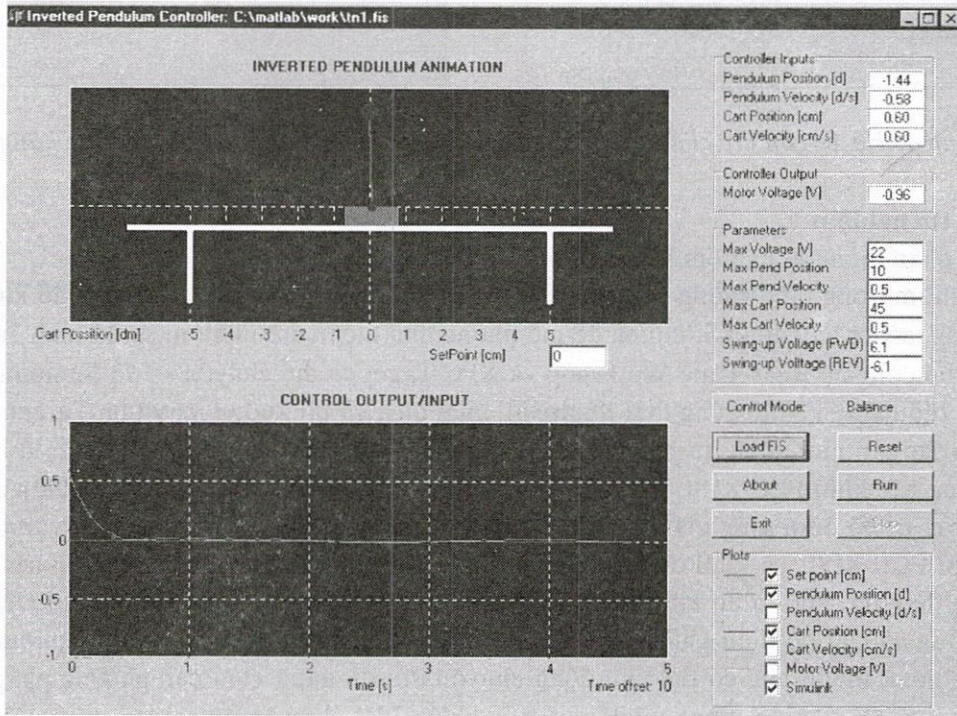 Inverted Pendulum Controller: C:\matlab\work\tn1.fis
INVERTED PENDULUM ANIMATION
Cart Possition [dm]
-5 -4 -3 -2 -1 0 1 2 3 4 5
SetPoint [cm] 0
CONTROL OUTPUT/INPUT
1
0.5
0
-0.5
-1
0 1 2 3 4 5
Time [s]
Time offset: 10
Controller Inputs
Pendulum Position [d] -1.44
Pendulum Velocity [d/s] -0.58
Cart Position [cm] 0.60
Cart Velocity [cm/s] 0.60
Controller Output
Motor Voltage [V] -0.96
Parameters
Max Voltage [V] 22
Max Pend Position 10
Max Pend Velocity 0.5
Max Cart Position 45
Max Cart Velocity 0.5
Swing-up Voltage (FWD) 6.1
Swing-up Volttage (REV) -6.1
Control Mode: Balance
Load FIS Reset
About Run
Exit Stop
Plots
Set point [cm]
Pendulum Position [d]
Pendulum Velocity [d/s]
Cart Position [cm]
Cart Velocity [cm/s]
Motor Voltage [V]
Simulink